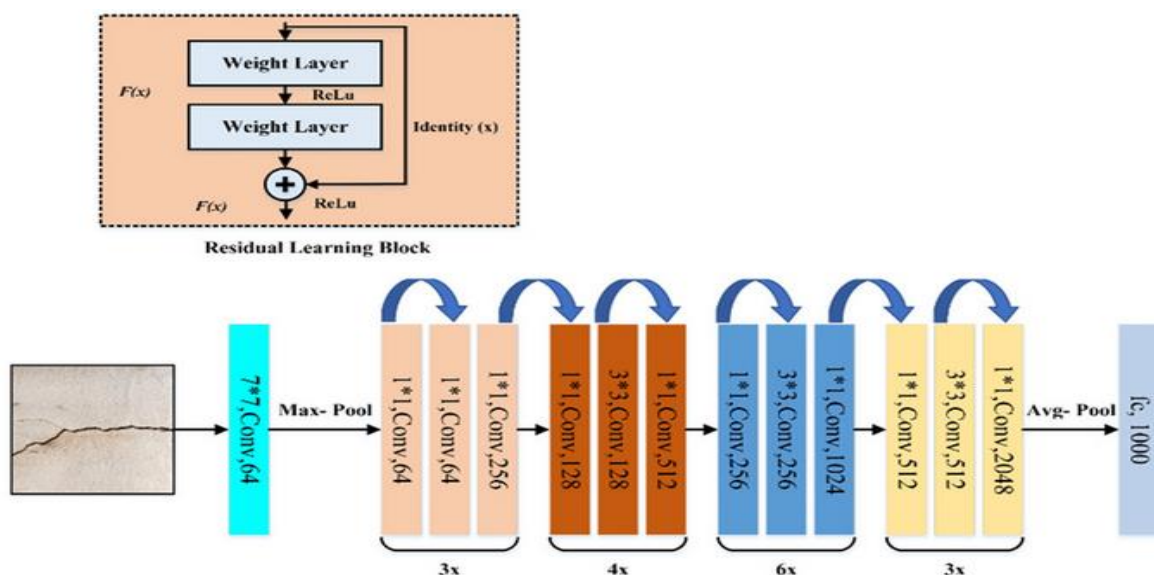 Weight Layer
F(x)
ReLu
Weight Layer
Identity (x)
+
F(x)
ReLu
Residual Learning Block
7*7,Conv,64
Max- Pool
1*1,Conv,64
1*1,Conv,64
1*1,Conv,256
1*1,Conv,128
3*3,Conv,128
1*1,Conv,512
1*1,Conv,256
3*3,Conv,256
1*1,Conv,1024
1*1,Conv,512
3*3,Conv,512
1*1,Conv,2048
Avg- Pool
fc, 1000
3x
4x
6x
3x